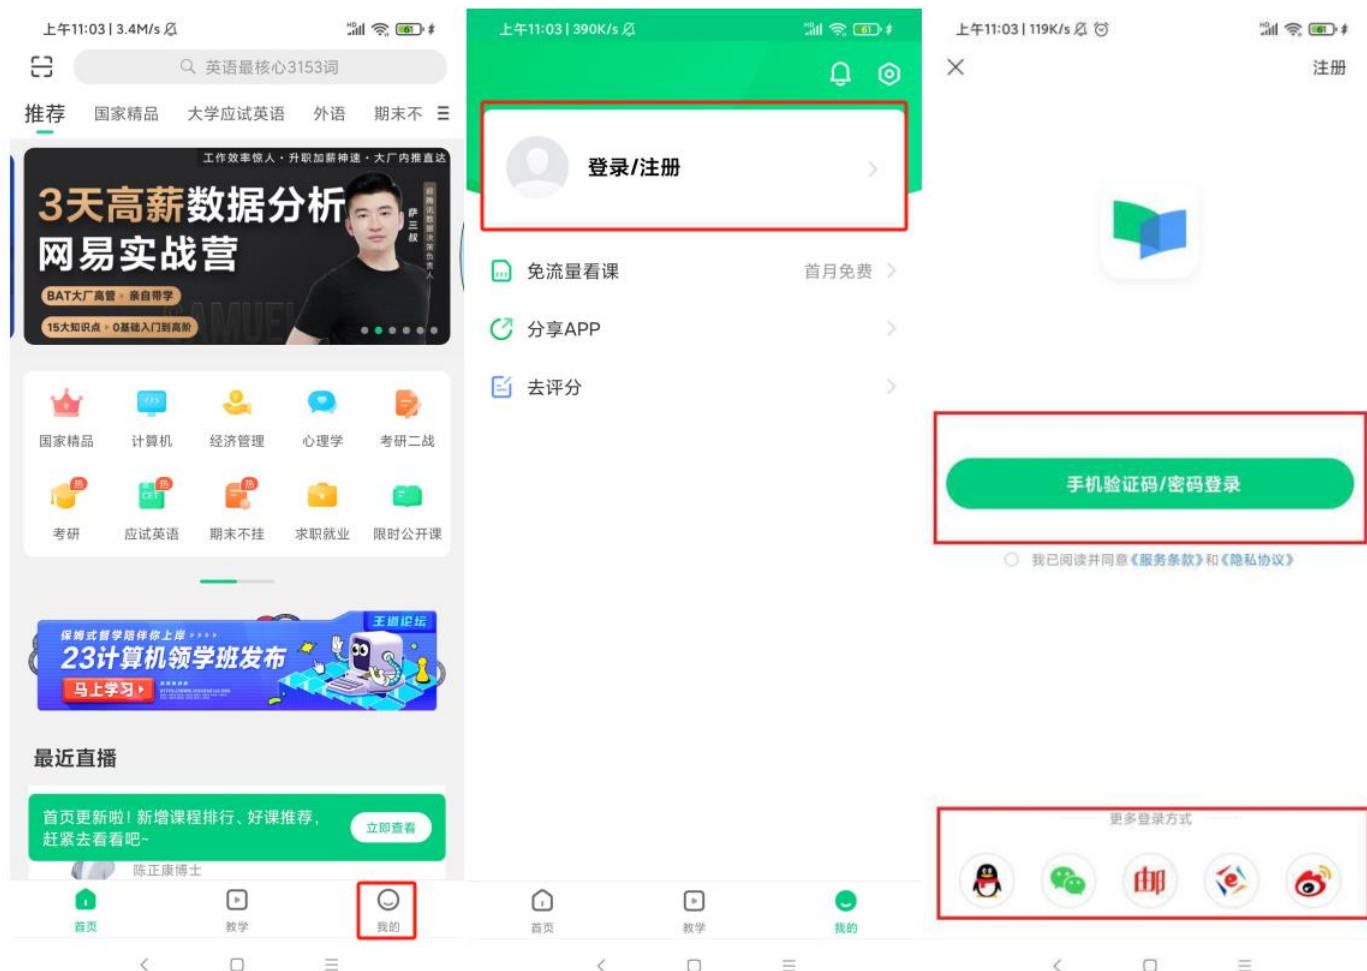 上午11:03 | 3.4M/s
HD
61
英语最核心3153词
推荐 国家精品 大学应试英语 外语 期末不
工作效率惊人·升职加薪神速·大厂内推直达
3天高薪数据分析
网易实战营
萨三叔
BAT大厂高管 亲自带学
15大知识点 0基础入门到高阶
国家精品 计算机 经济管理 心理学 考研二战
热 热 热
考研 应试英语 期末不挂 求职就业 限时公开课
王道论坛
保姆式督学陪伴你上岸
23计算机领学班发布
马上学习
最近直播
首页更新啦！新增课程排行、好课推荐，
赶紧去看看吧~
立即查看
陈正康博士
首页 教学 我的
上午11:03 | 390K/s
HD
61
登录/注册
免流量看课 首月免费
分享APP
去评分
首页 教学 我的
上午11:03 | 119K/s
HD
61
注册
手机验证码/密码登录
我已阅读并同意《服务条款》和《隐私协议》
更多登录方式
邮